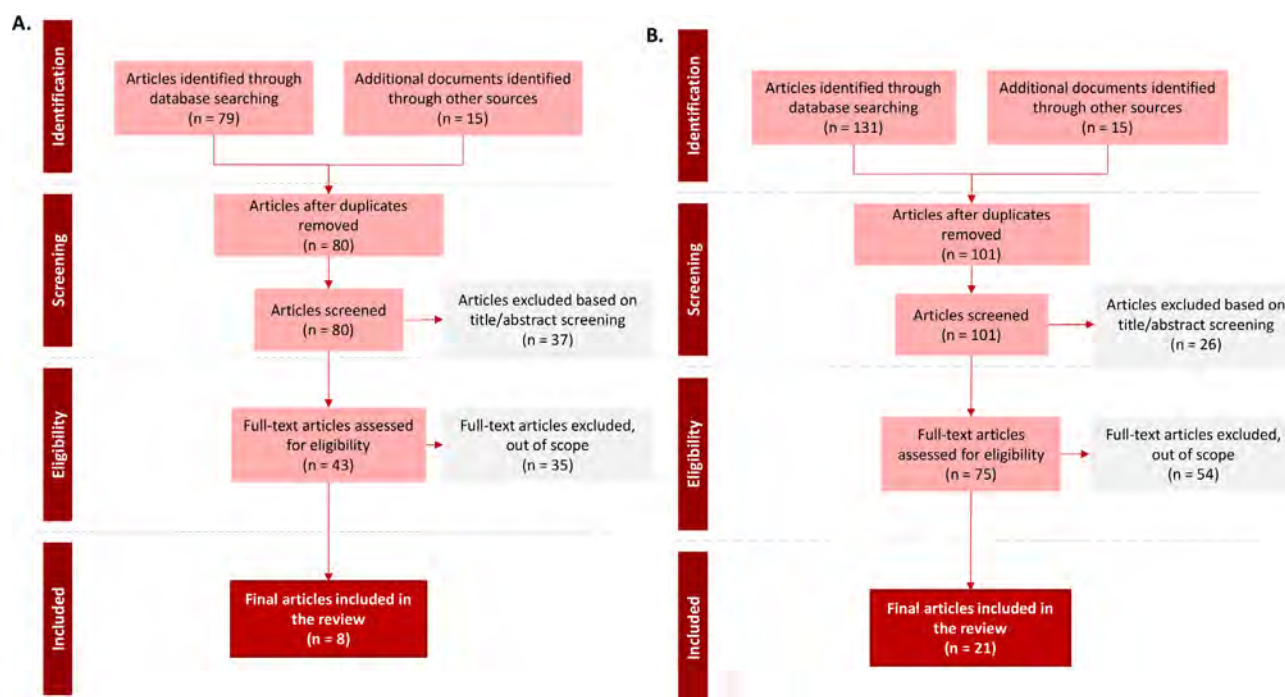 A.
Identification
Articles identified through
database searching
(n = 79)
Additional documents identified
through other sources
(n = 15)
Screening
Articles after duplicates
removed
(n = 80)
Articles screened
(n = 80)
Articles excluded based on
title/abstract screening
(n = 37)
Eligibility
Full-text articles assessed
for eligibility
(n = 43)
Full-text articles excluded,
out of scope
(n = 35)
Included
Final articles included in
the review
(n = 8)
B.
Identification
Articles identified through
database searching
(n = 131)
Additional documents identified
through other sources
(n = 15)
Screening
Articles after duplicates
removed
(n = 101)
Articles screened
(n = 101)
Articles excluded based on
title/abstract screening
(n = 26)
Eligibility
Full-text articles
assessed for eligibility
(n = 75)
Full-text articles excluded,
out of scope
(n = 54)
Included
Final articles included in
the review
(n = 21)